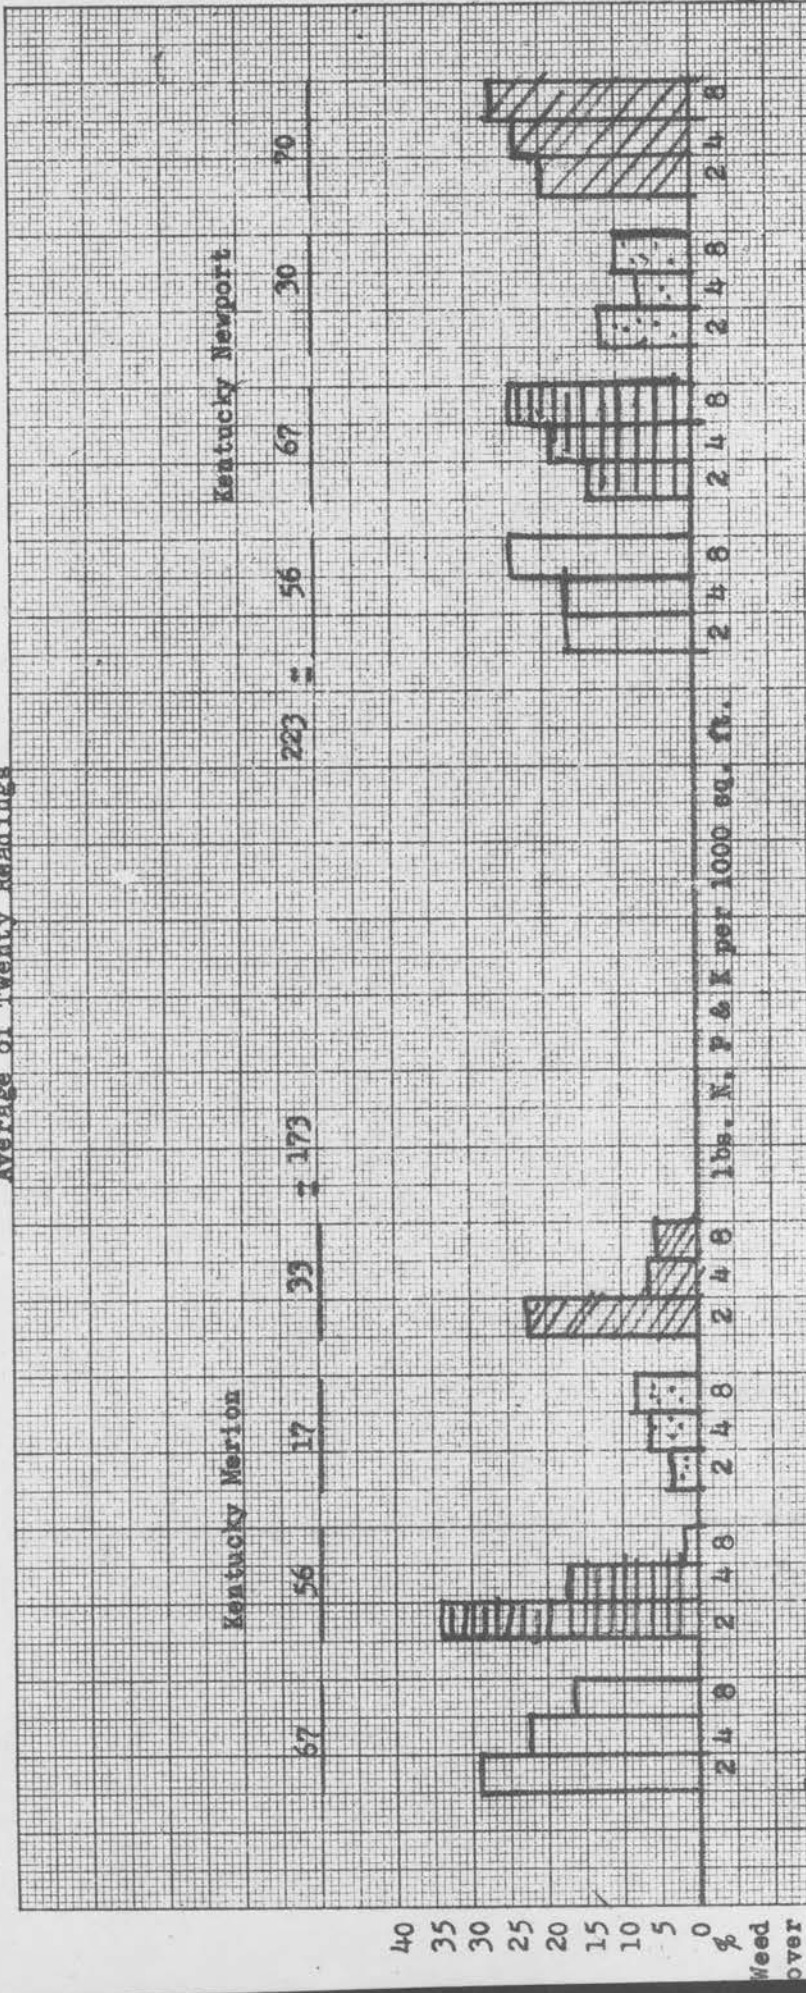 Average of Twenty Readings
Kentucky Merion Kentucky Newport
67 56 17 33 = 173 223 = 56 67 30 70
40
35
30
25
20
15
10
5
0
2 4 8 2 4 8 2 4 8 2 4 8 lbs. N, P & K per 1000 sq. ft. 2 4 8 2 4 8 2 4 8 2 4 8
%
Weed
over